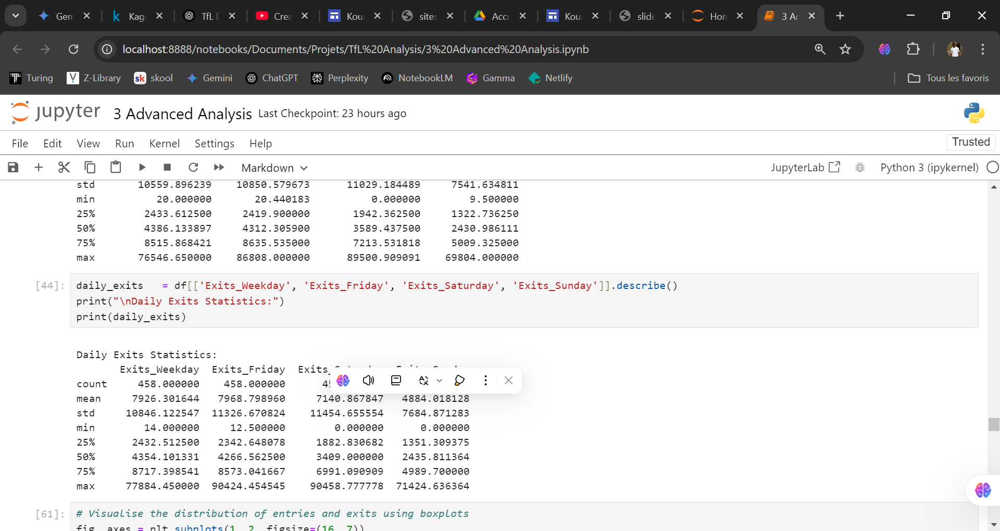 Gem
Kag
TfL D
Crea
Kou
sites
Accu
Kou
slide
Hom
3 Ad
localhost:8888/notebooks/Documents/Projets/TfL%20Analysis/3%20Advanced%20Analysis.ipynb
Turing Z-Library skool Gemini ChatGPT Perplexity NotebookLM Gamma Netlify Tous les favoris
jupyter 3 Advanced Analysis Last Checkpoint: 23 hours ago
File Edit View Run Kernel Settings Help Trusted
Markdown JupyterLab Python 3 (ipykernel)
std 10559.896239 10850.579673 11029.184489 7541.634811
min 20.000000 20.440183 0.000000 9.500000
25% 2433.612500 2419.900000 1942.362500 1322.736250
50% 4386.133897 4312.305900 3589.437500 2430.986111
75% 8515.868421 8635.535000 7213.531818 5009.325000
max 76546.650000 86808.000000 89500.909091 69804.000000
[44]: daily_exits = df[['Exits_Weekday', 'Exits_Friday', 'Exits_Saturday', 'Exits_Sunday']].describe()
print("\nDaily Exits Statistics:")
print(daily_exits)
Daily Exits Statistics:
Exits_Weekday Exits_Friday Exits_
count 458.000000 458.000000
mean 7926.301644 7968.798960 7140.867847 4884.018128
std 10846.122547 11326.670824 11454.655554 7684.871283
min 14.000000 12.500000 0.000000 0.000000
25% 2432.512500 2342.648078 1882.830682 1351.309375
50% 4354.101331 4266.562500 3409.000000 2435.811364
75% 8717.398541 8573.041667 6991.090909 4989.700000
max 77884.450000 90424.454545 90458.777778 71424.636364
[61]: # Visualise the distribution of entries and exits using boxplots
fig, axes = plt.subplots(1, 2, figsize=(16, 7))